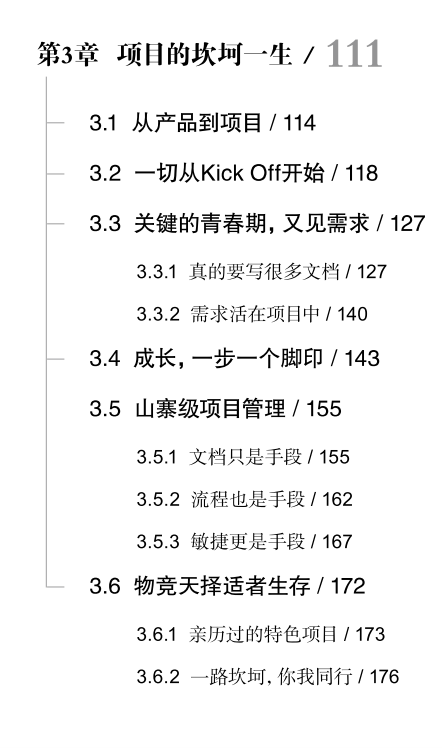 第3章 项目的坎坷一生 / 111
3.1 从产品到项目 / 114
3.2 一切从Kick Off开始 / 118
3.3 关键的青春期，又见需求 / 127
3.3.1 真的要写很多文档 / 127
3.3.2 需求活在项目中 / 140
3.4 成长，一步一个脚印 / 143
3.5 山寨级项目管理 / 155
3.5.1 文档只是手段 / 155
3.5.2 流程也是手段 / 162
3.5.3 敏捷更是手段 / 167
3.6 物竞天择适者生存 / 172
3.6.1 亲历过的特色项目 / 173
3.6.2 一路坎坷，你我同行 / 176